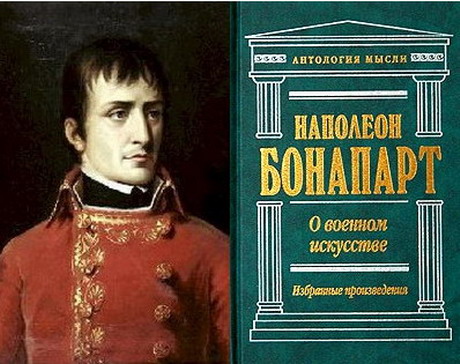 АНТОЛОГИЯ МЫСЛИ
НАПОЛЕОН
БОНАПАРТ
О военном
искусстве
Избранные произведения